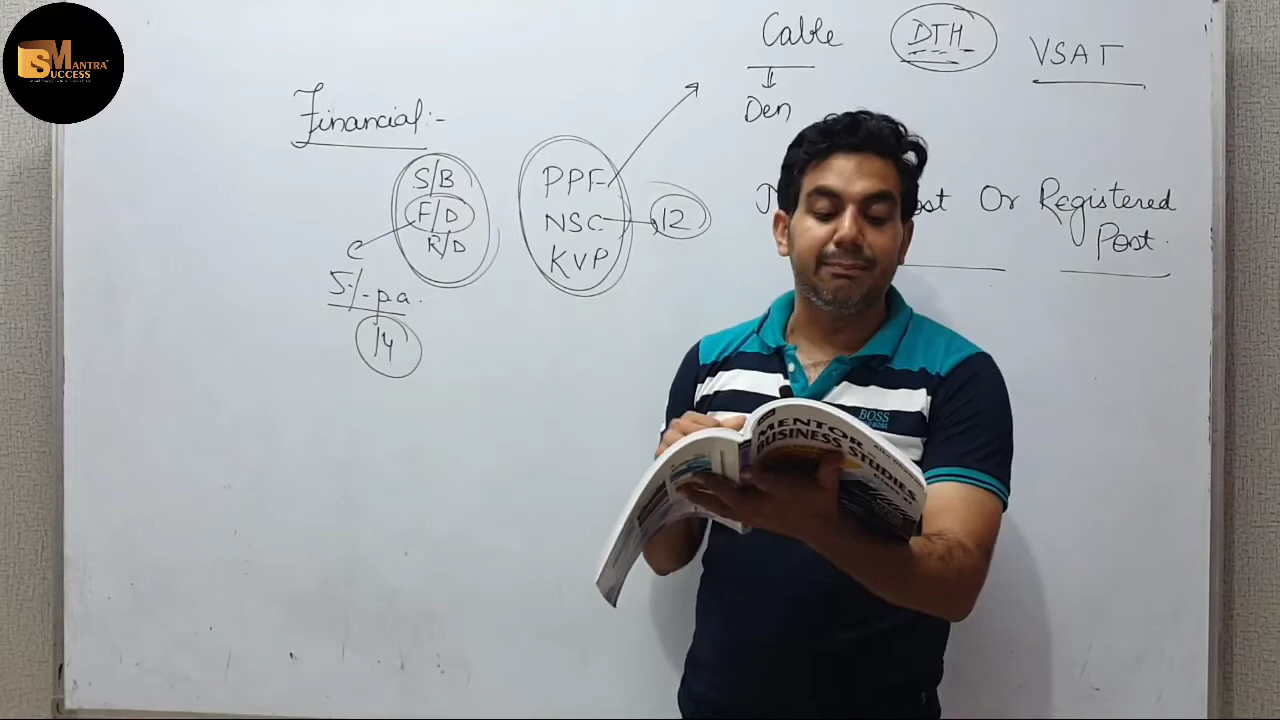 SMANTRA
SUCCESS
Financial:-
S/B
F/D
R/D
5%. p.a.
14
PPF
NSC
KVP
12
Cable
Den
DTH
VSAT
Or Registered
Post
BOSS
MENTOR
BUSINESS STUDIES